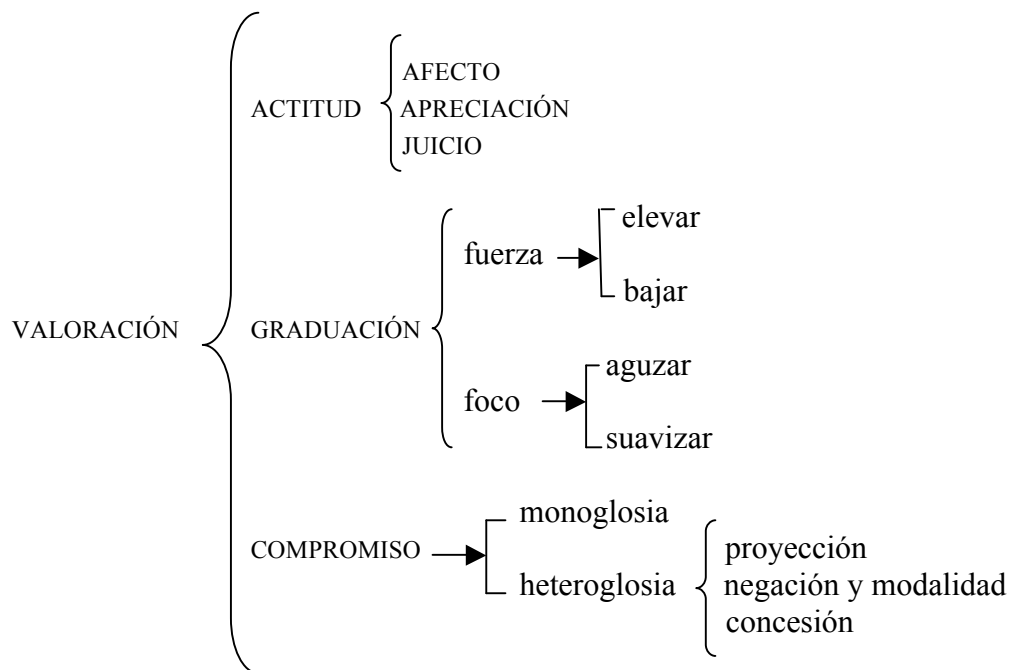 AFECTO
ACTITUD
APRECIACIÓN
JUICIO
elevar
fuerza
bajar
VALORACIÓN
GRADUACIÓN
aguzar
foco
suavizar
monoglosia
COMPROMISO
proyección
heteroglosia
negación y modalidad
concesión